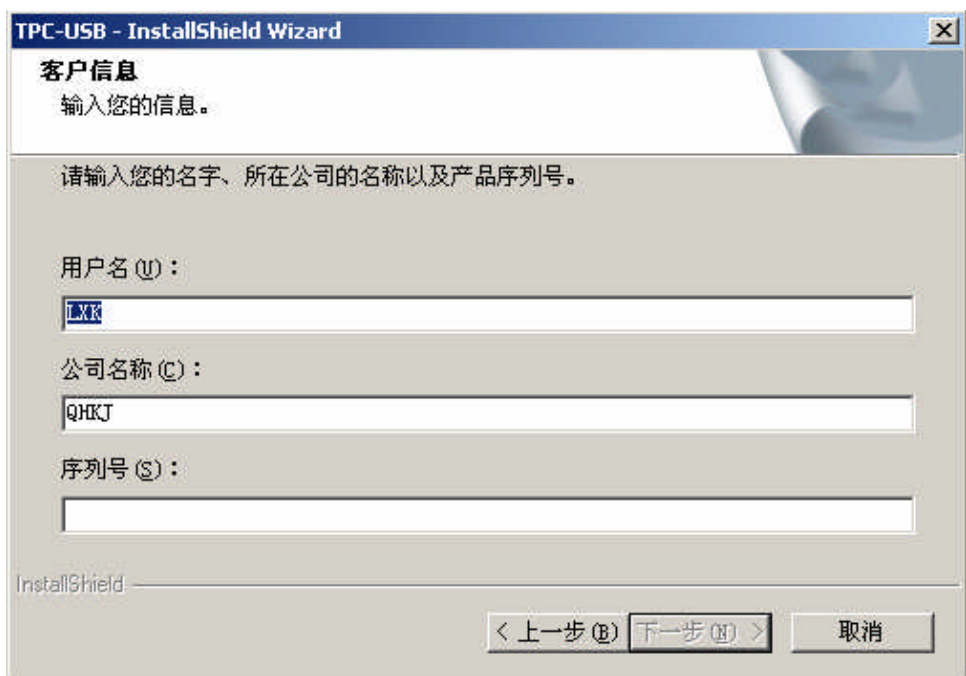 TPC-USB - InstallShield Wizard
客户信息
输入您的信息。
请输入您的名字、所在公司的名称以及产品序列号。
用户名(U)：
LXK
公司名称(C)：
QHKJ
序列号(S)：
InstallShield
< 上一步(B) 下一步(N) > 取消